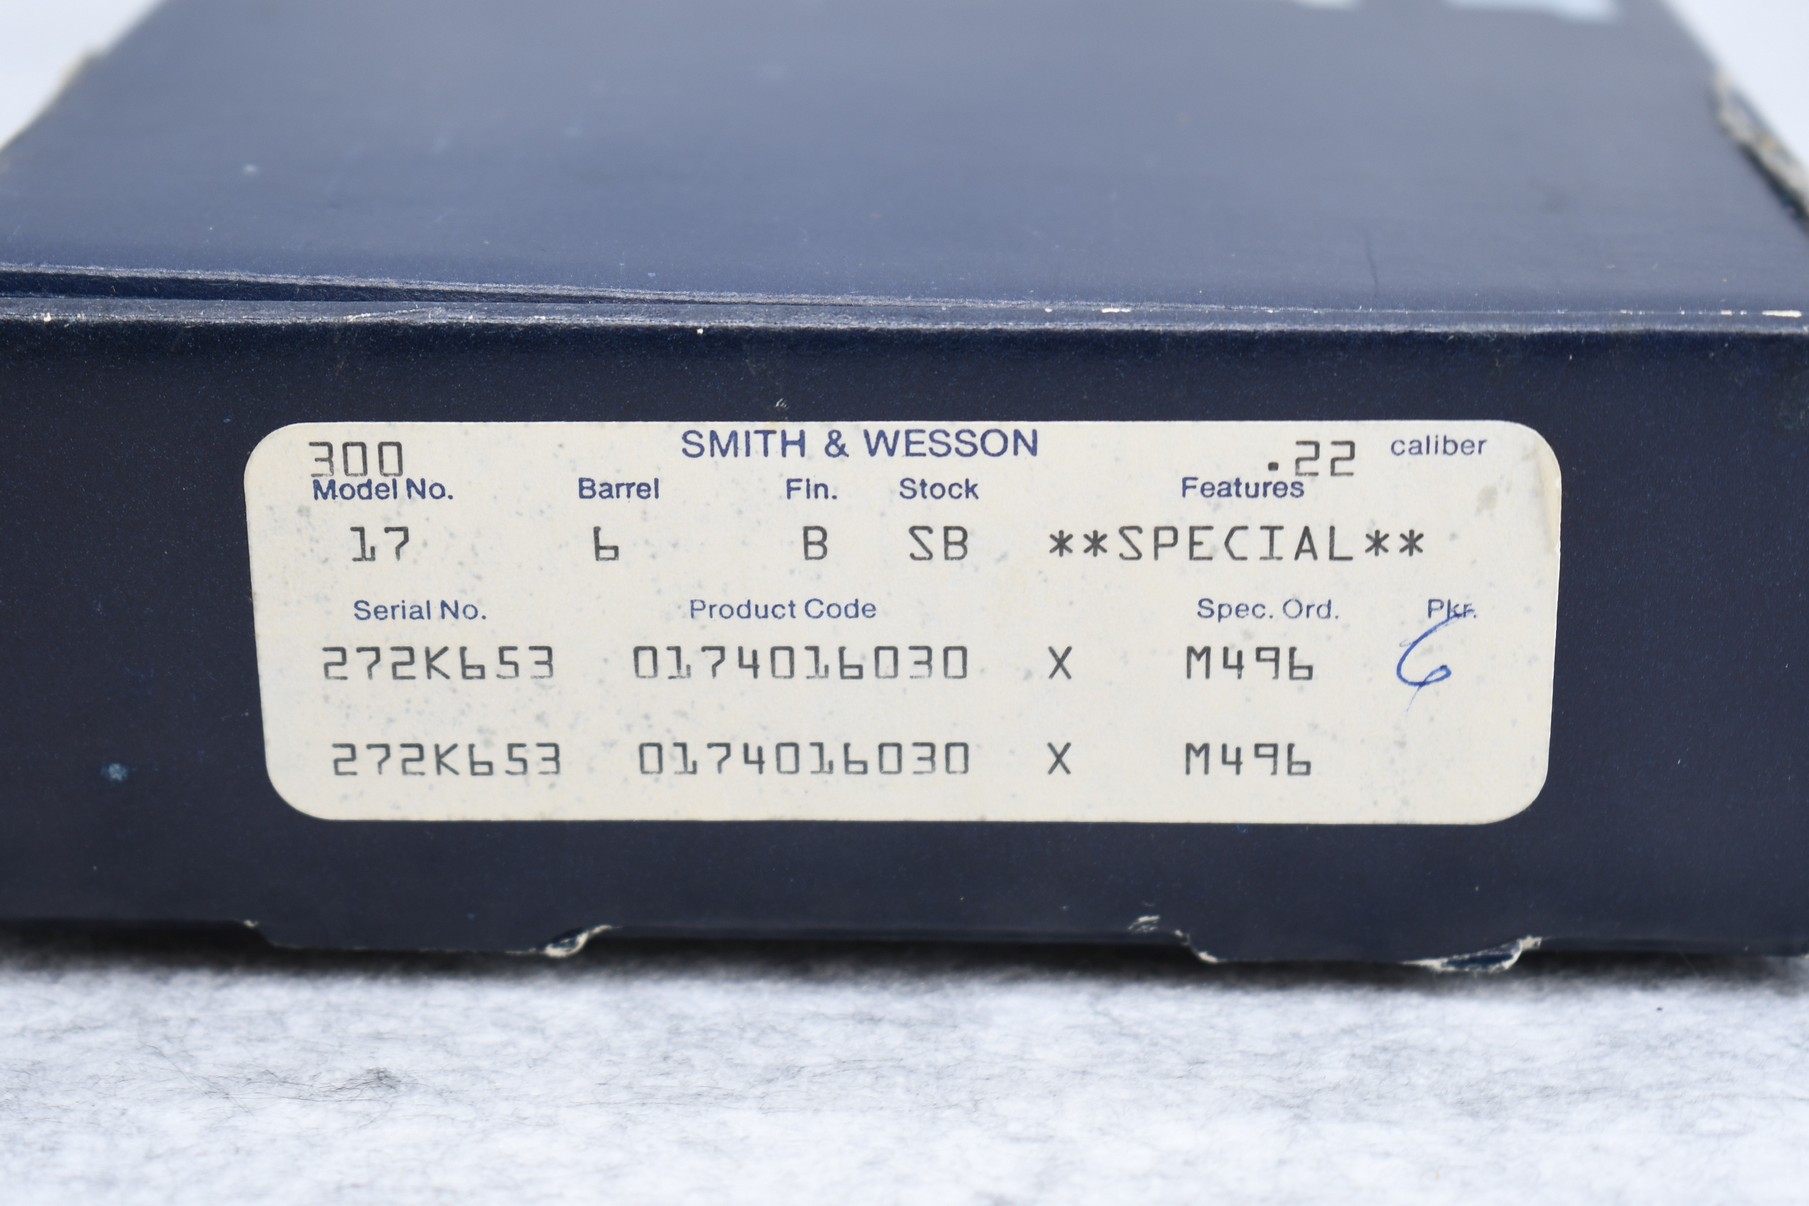 300 SMITH & WESSON .22 caliber
Model No. Barrel Fin. Stock Features
17 6 B SB **SPECIAL**
Serial No. Product Code Spec. Ord. Pkr.
272K653 0174016030 X M496 6
272K653 0174016030 X M496